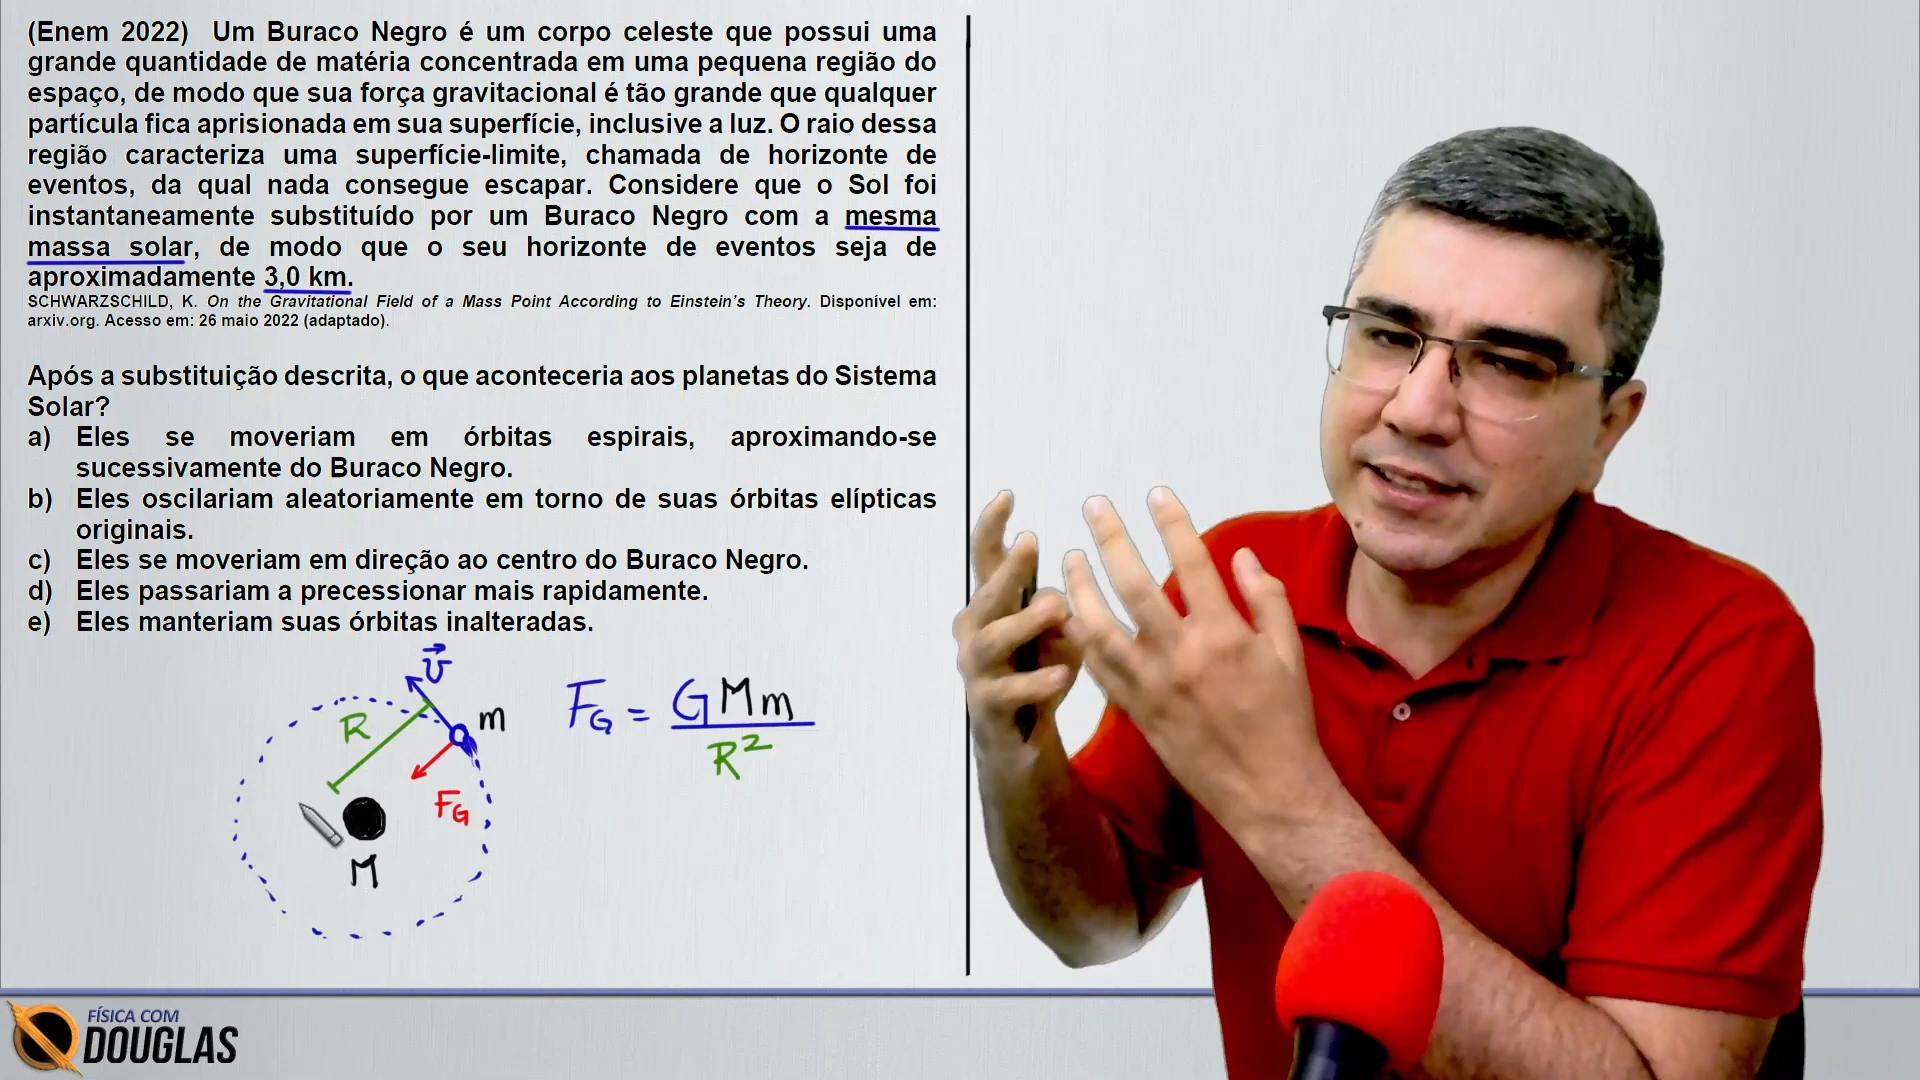 (Enem 2022) Um Buraco Negro é um corpo celeste que possui uma
grande quantidade de matéria concentrada em uma pequena região do
espaço, de modo que sua força gravitacional é tão grande que qualquer
partícula fica aprisionada em sua superfície, inclusive a luz. O raio dessa
região caracteriza uma superfície-limite, chamada de horizonte de
eventos, da qual nada consegue escapar. Considere que o Sol foi
instantaneamente substituído por um Buraco Negro com a mesma
massa solar, de modo que o seu horizonte de eventos seja de
aproximadamente 3,0 km.
SCHWARZSCHILD, K. On the Gravitational Field of a Mass Point According to Einstein's Theory. Disponível em:
arxiv.org. Acesso em: 26 maio 2022 (adaptado).
Após a substituição descrita, o que aconteceria aos planetas do Sistema
Solar?
a) Eles se moveriam em órbitas espirais, aproximando-se
sucessivamente do Buraco Negro.
b) Eles oscilariam aleatoriamente em torno de suas órbitas elípticas
originais.
c) Eles se moveriam em direção ao centro do Buraco Negro.
d) Eles passariam a precessionar mais rapidamente.
e) Eles manteriam suas órbitas inalteradas.
v⃗
R
m
F_G
M
F_G = GMm
R²
FÍSICA COM
DOUGLAS